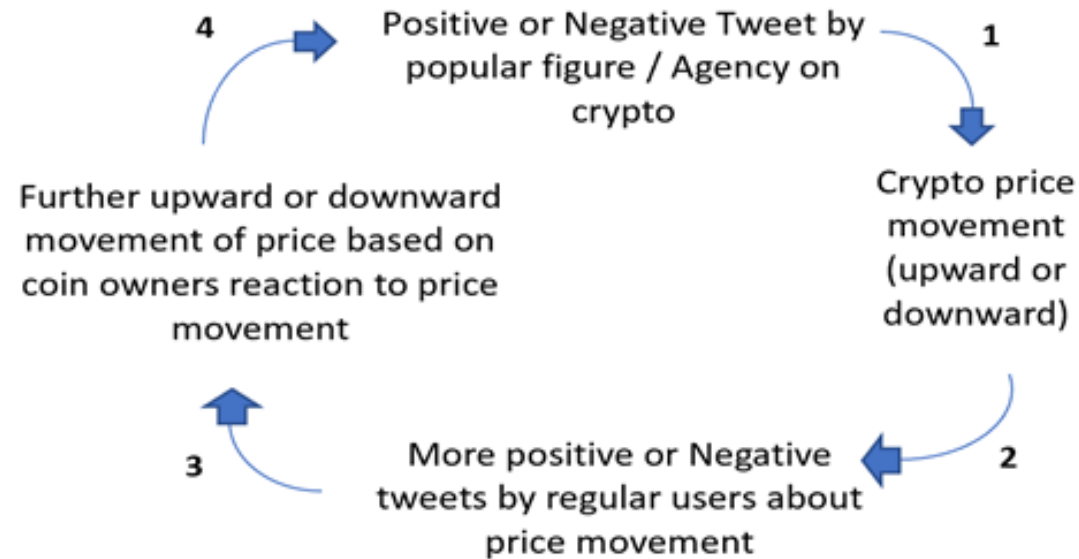 4
Positive or Negative Tweet by
popular figure / Agency on
crypto
1
Crypto price
movement
(upward or
downward)
2
More positive or Negative
tweets by regular users about
price movement
3
Further upward or downward
movement of price based on
coin owners reaction to price
movement